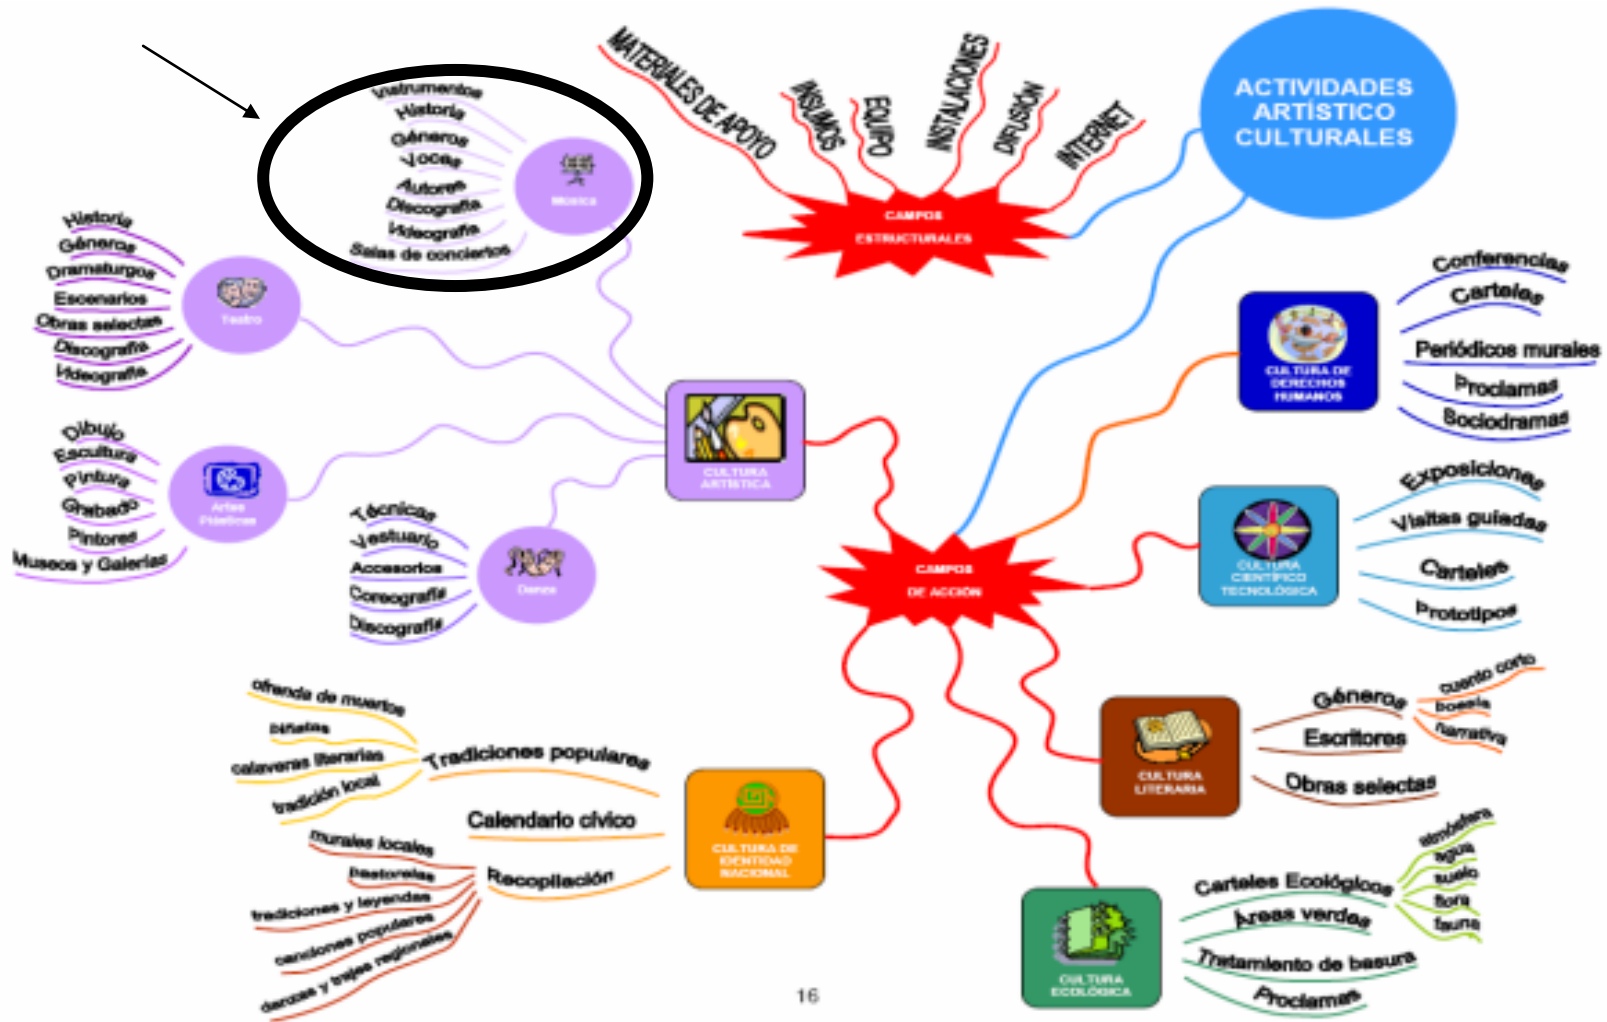 ACTIVIDADES
ARTÍSTICO
CULTURALES
MATERIALES DE APOYO
INSUMOS
EQUIPO
INSTALACIONES
DIFUSIÓN
INTERNET
CAMPOS
ESTRUCTURALES
Instrumentos
Historia
Géneros
Voces
Autores
Discografía
Videografía
Salas de conciertos
Música
Historia
Géneros
Dramaturgos
Escenarios
Obras selectas
Discografía
Videografía
Teatro
Dibujo
Escultura
Pintura
Grabado
Pintores
Museos y Galerías
Artes
Plásticas
Técnicas
Vestuario
Accesorios
Coreografía
Discografía
Danza
CULTURA
ARTÍSTICA
CAMPOS
DE ACCIÓN
CULTURA DE
DERECHOS
HUMANOS
Conferencias
Carteles
Periódicos murales
Proclamas
Sociodramas
CULTURA
CIENTÍFICO
TECNOLÓGICA
Exposiciones
Visitas guiadas
Carteles
Prototipos
CULTURA
LITERARIA
Géneros
cuento corto
poesía
narrativa
Escritores
Obras selectas
CULTURA
ECOLÓGICA
Carteles Ecológicos
atmósfera
agua
suelo
flora
fauna
Áreas verdes
Tratamiento de basura
Proclamas
CULTURA DE
IDENTIDAD
NACIONAL
Tradiciones populares
ofrenda de muertos
piñatas
calaveras literarias
tradición local
Calendario cívico
Recopilación
murales locales
pastorelas
tradiciones y leyendas
canciones populares
danzas y trajes regionales
16